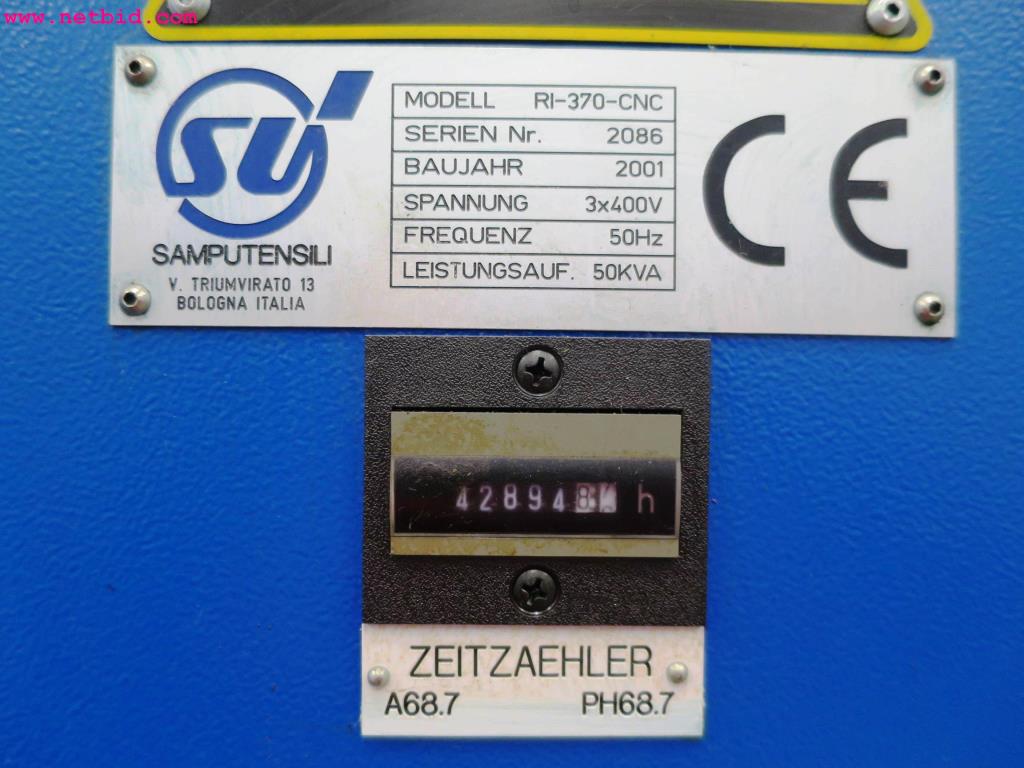 www.netbid.com
SU
SAMPUTENSILI
V. TRIUMVIRATO 13
BOLOGNA ITALIA
MODELL RI-370-CNC
SERIEN Nr. 2086
BAUJAHR 2001
SPANNUNG 3x400V
FREQUENZ 50Hz
LEISTUNGSAUF. 50KVA
CE
428948 h
ZEITZAEHLER
A68.7 PH68.7